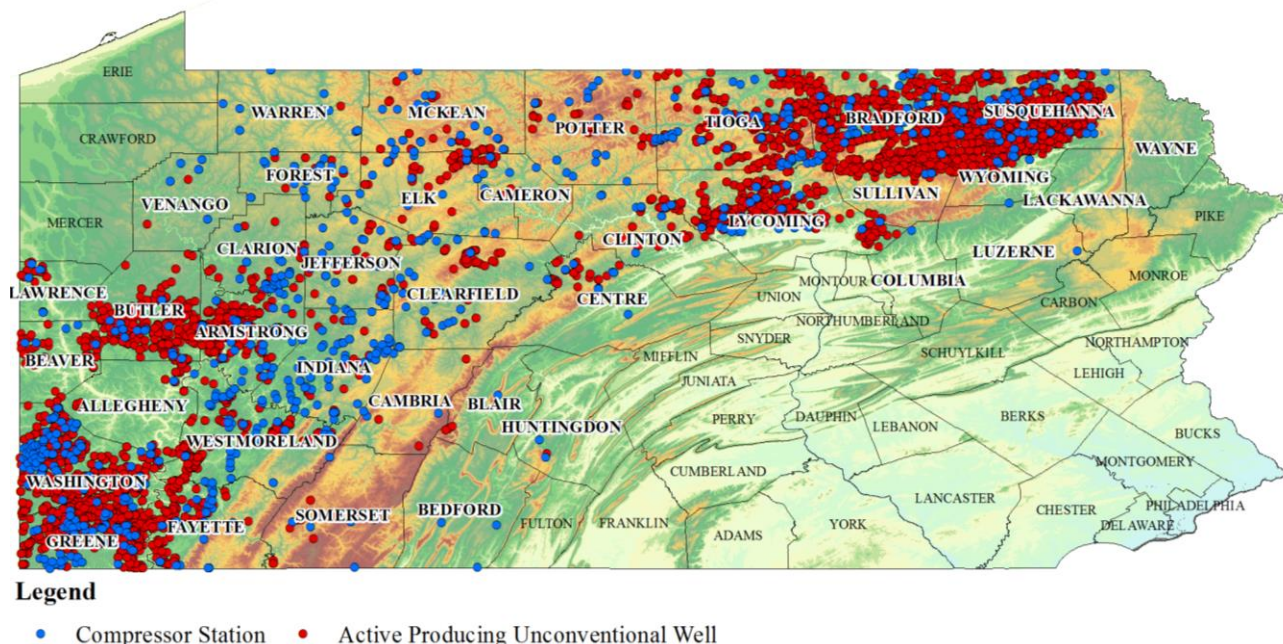 ERIE
WARREN
MCKEAN
POTTER
TIOGA
BRADFORD
SUSQUEHANNA
CRAWFORD
WAYNE
FOREST
ELK
CAMERON
SULLIVAN
WYOMING
LACKAWANNA
VENANGO
MERCER
PIKE
LYCOMING
CLINTON
CLARION
JEFFERSON
LUZERNE
MONROE
MONTOUR
COLUMBIA
LAWRENCE
CLEARFIELD
CENTRE
UNION
CARBON
BUTLER
ARMSTRONG
NORTHUMBERLAND
SNYDER
NORTHAMPTON
BEAVER
INDIANA
MIFFLIN
SCHUYLKILL
LEHIGH
JUNIATA
ALLEGHENY
CAMBRIA
BLAIR
PERRY
DAUPHIN
LEBANON
BERKS
HUNTINGDON
WESTMORELAND
BUCKS
CUMBERLAND
MONTGOMERY
WASHINGTON
LANCASTER
PHILADELPHIA
SOMERSET
BEDFORD
CHESTER
FAYETTE
FULTON
FRANKLIN
YORK
DELAWARE
GREENE
ADAMS
Legend
Compressor Station
Active Producing Unconventional Well